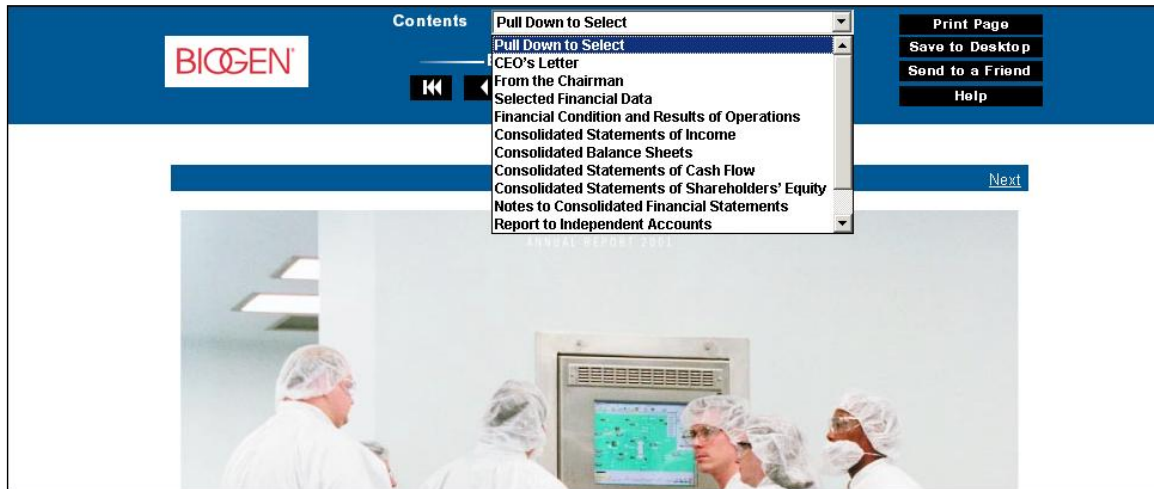 Contents
Pull Down to Select
Print Page
Save to Desktop
Send to a Friend
Help
BIOGEN
Pull Down to Select
CEO's Letter
From the Chairman
Selected Financial Data
Financial Condition and Results of Operations
Consolidated Statements of Income
Consolidated Balance Sheets
Consolidated Statements of Cash Flow
Consolidated Statements of Shareholders' Equity
Notes to Consolidated Financial Statements
Report to Independent Accounts
Next
ANNUAL REPORT 2001